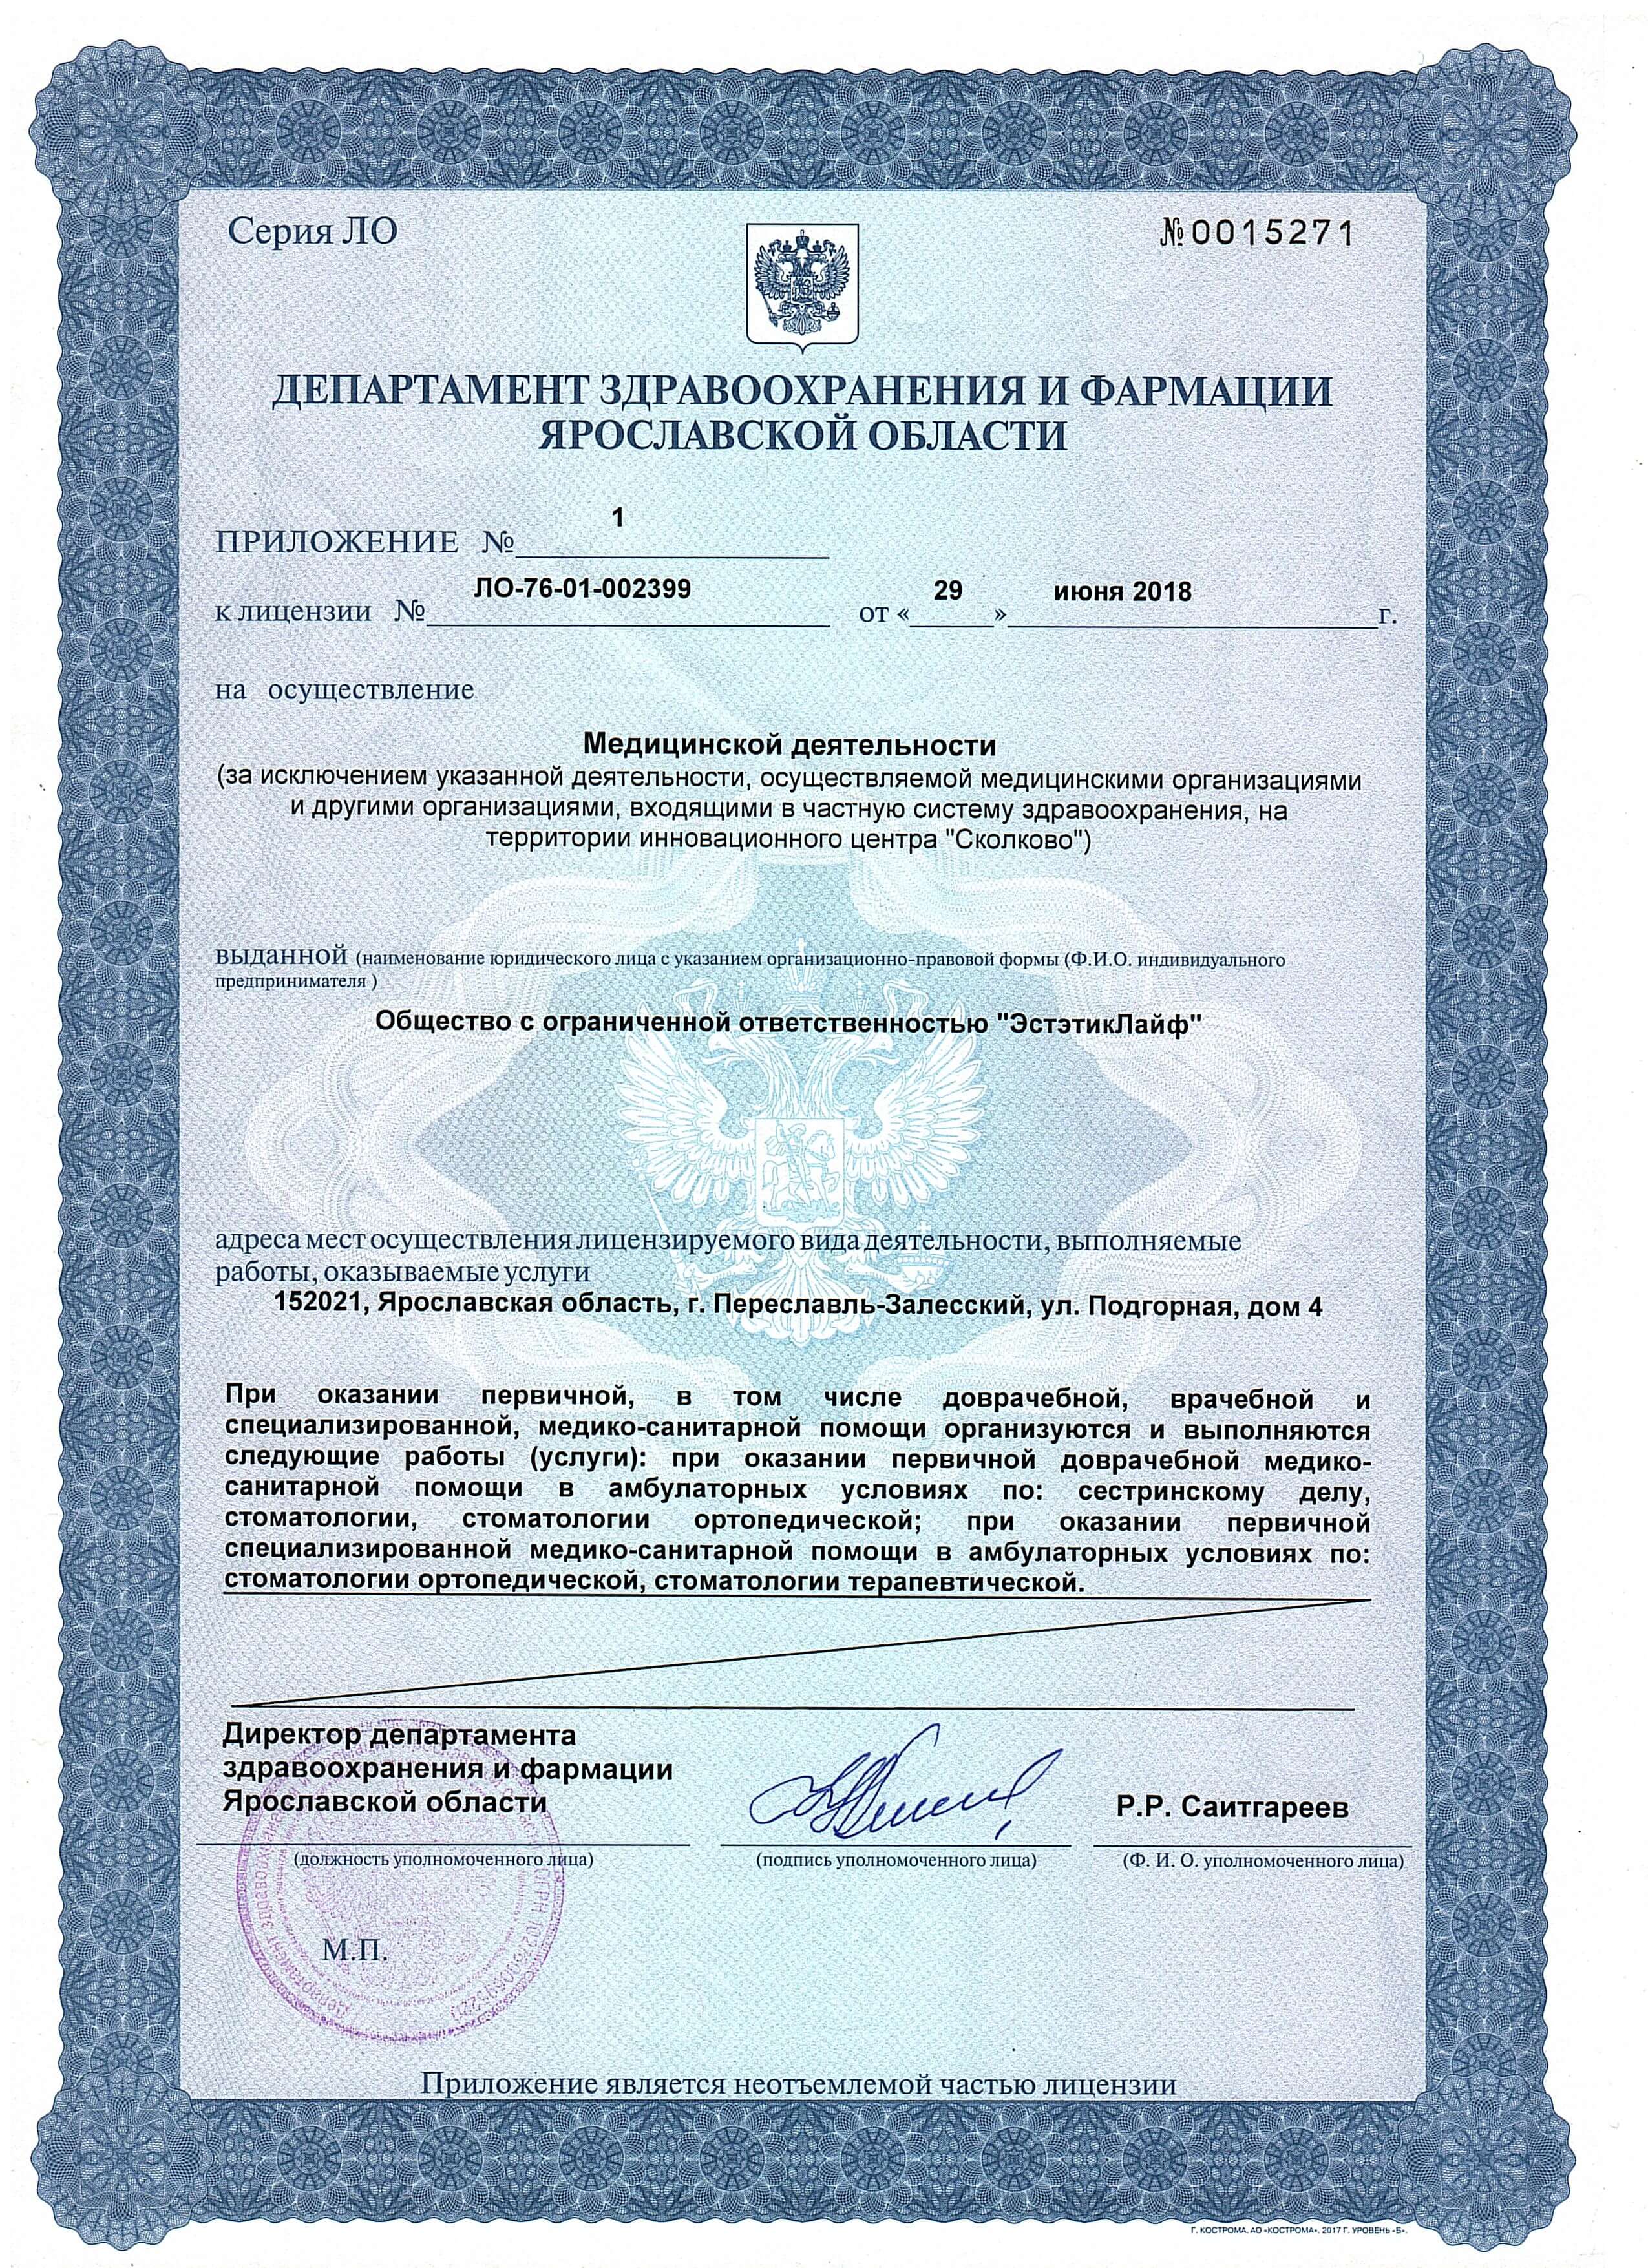 Серия ЛО
№ 0015271
ДЕПАРТАМЕНТ ЗДРАВООХРАНЕНИЯ И ФАРМАЦИИ
ЯРОСЛАВСКОЙ ОБЛАСТИ
1
ПРИЛОЖЕНИЕ №
ЛО-76-01-002399 29 июня 2018
к лицензии № от « » г.
на осуществление
Медицинской деятельности
(за исключением указанной деятельности, осуществляемой медицинскими организациями
и другими организациями, входящими в частную систему здравоохранения, на
территории инновационного центра "Сколково")
выданной (наименование юридического лица с указанием организационно-правовой формы (Ф.И.О. индивидуального
предпринимателя )
Общество с ограниченной ответственностью "ЭстэтикЛайф"
адреса мест осуществления лицензируемого вида деятельности, выполняемые
работы, оказываемые услуги
152021, Ярославская область, г. Переславль-Залесский, ул. Подгорная, дом 4
При оказании первичной, в том числе доврачебной, врачебной и
специализированной, медико-санитарной помощи организуются и выполняются
следующие работы (услуги): при оказании первичной доврачебной медико-
санитарной помощи в амбулаторных условиях по: сестринскому делу,
стоматологии, стоматологии ортопедической; при оказании первичной
специализированной медико-санитарной помощи в амбулаторных условиях по:
стоматологии ортопедической, стоматологии терапевтической.
Директор департамента
здравоохранения и фармации
Ярославской области
Р.Р. Саитгареев
(должность уполномоченного лица)
(подпись уполномоченного лица)
(Ф. И. О. уполномоченного лица)
М.П.
Приложение является неотъемлемой частью лицензии
Г. КОСТРОМА. АО «КОСТРОМА». 2017 Г. УРОВЕНЬ «Б».